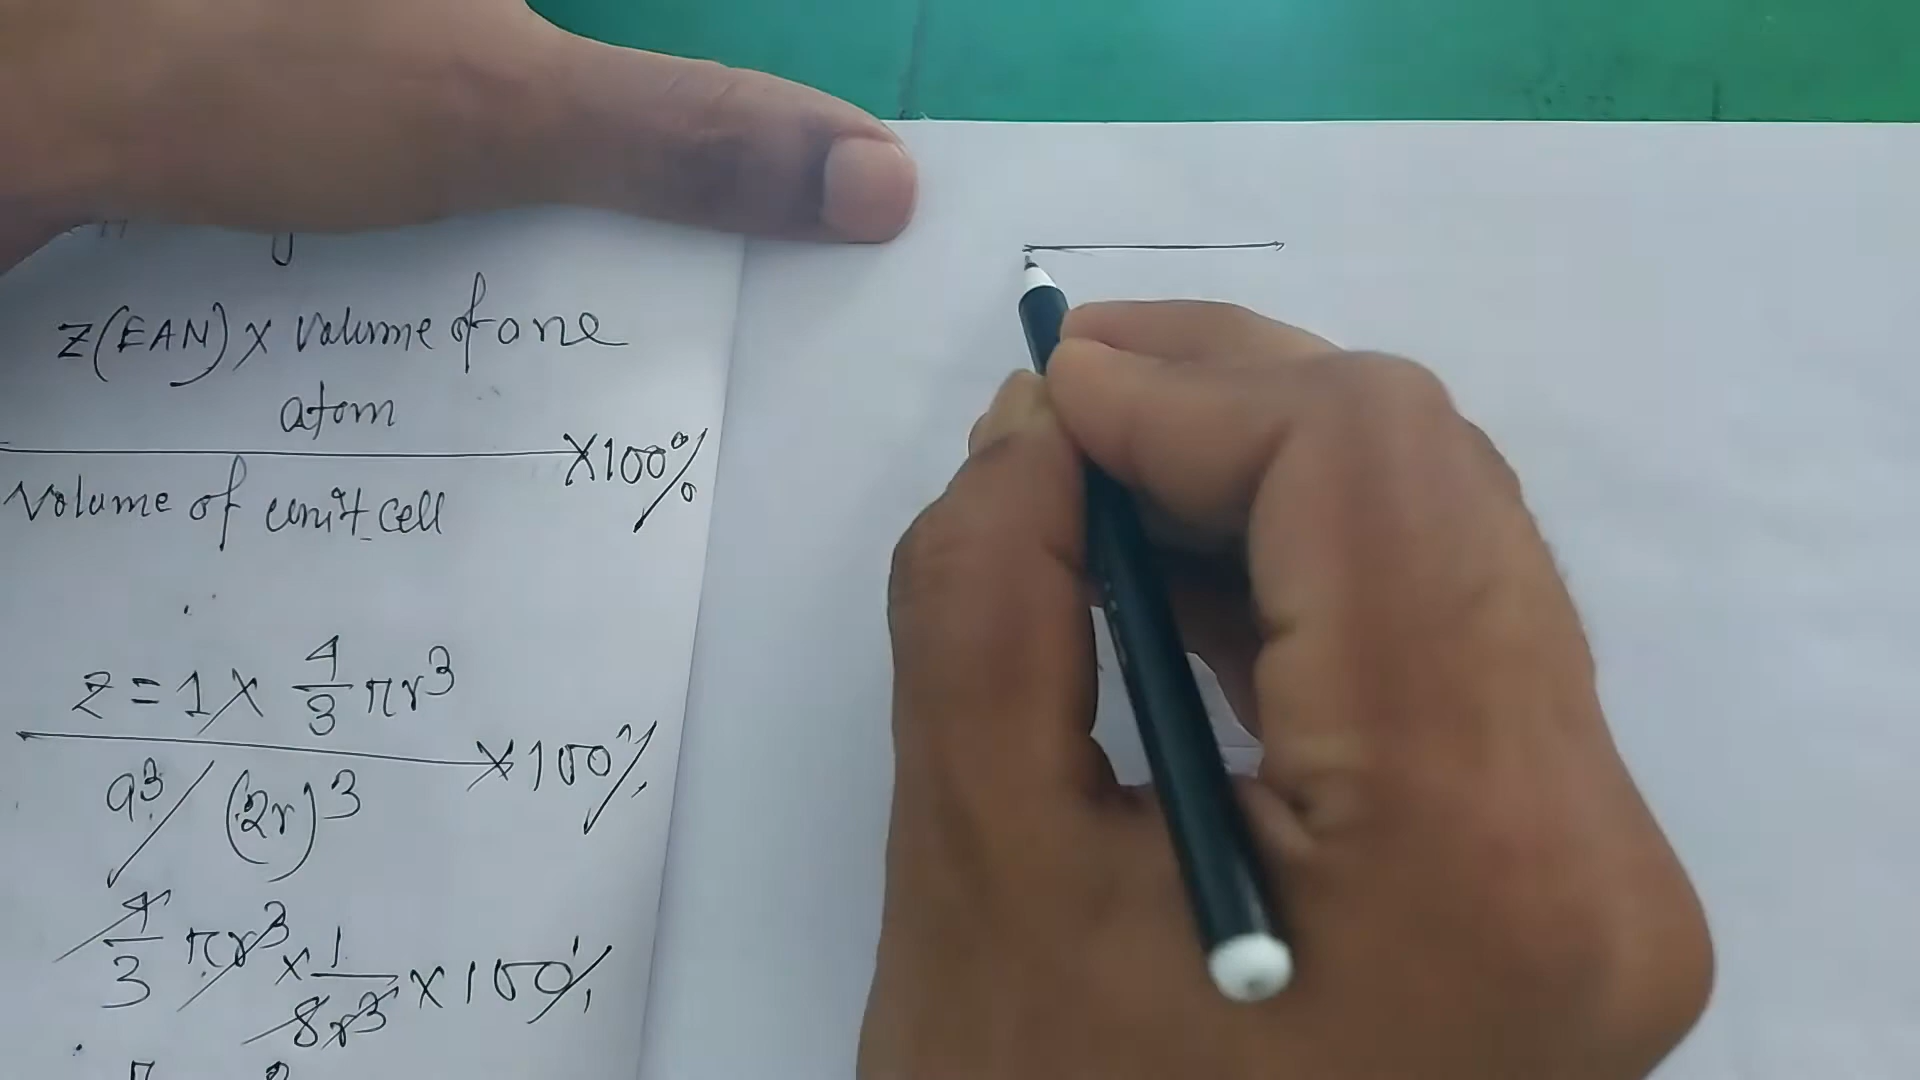 Z(EAN) X Volume of one
atom
X100%
Volume of unit cell
Z = 1 X 4/3 πr³
X100%
a³/(2r)³
4/3 πr³ x 1/8r³ X 100%